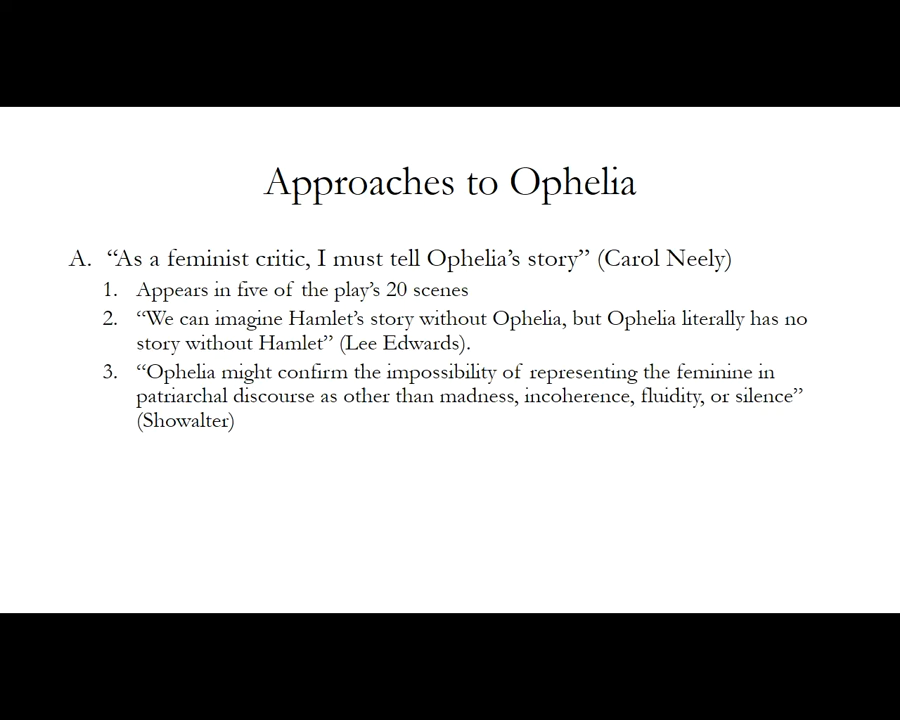 Approaches to Ophelia
A. “As a feminist critic, I must tell Ophelia’s story” (Carol Neely)
1. Appears in five of the play’s 20 scenes
2. “We can imagine Hamlet’s story without Ophelia, but Ophelia literally has no
story without Hamlet” (Lee Edwards).
3. “Ophelia might confirm the impossibility of representing the feminine in
patriarchal discourse as other than madness, incoherence, fluidity, or silence”
(Showalter)